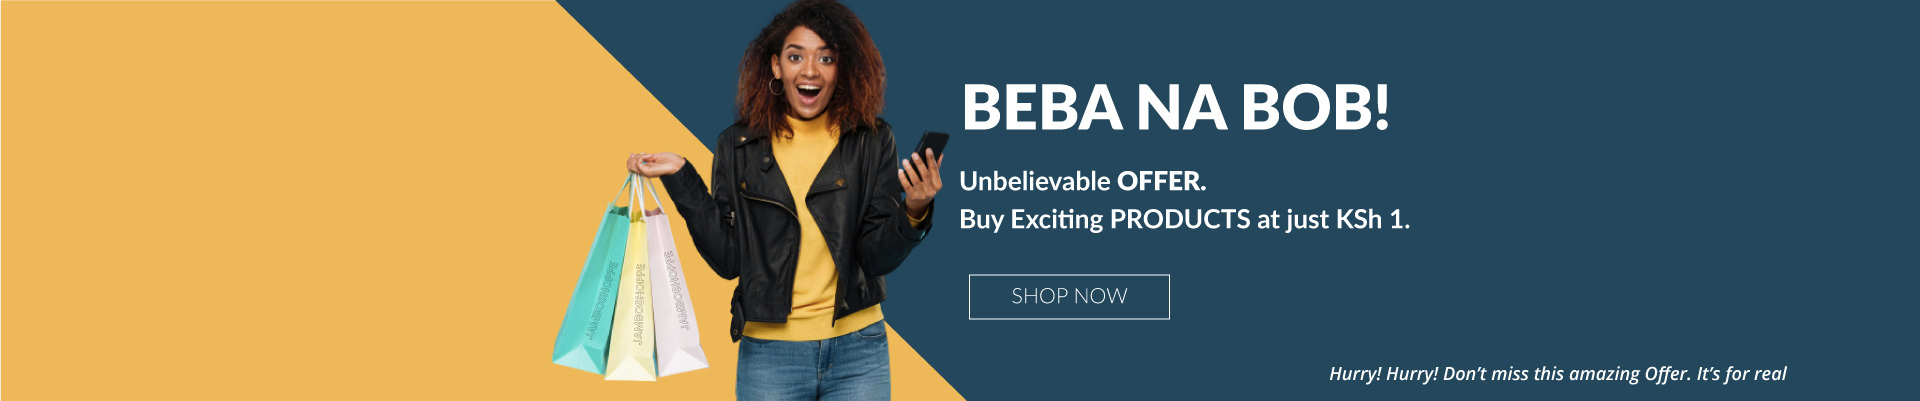 BEBA NA BOB!
Unbelievable OFFER.
Buy Exciting PRODUCTS at just KSh 1.
SHOP NOW
Hurry! Hurry! Don't miss this amazing Offer. It's for real
JAMBOSHOPPE
JAMBOSHOPPE
JAMBOSHOPPE